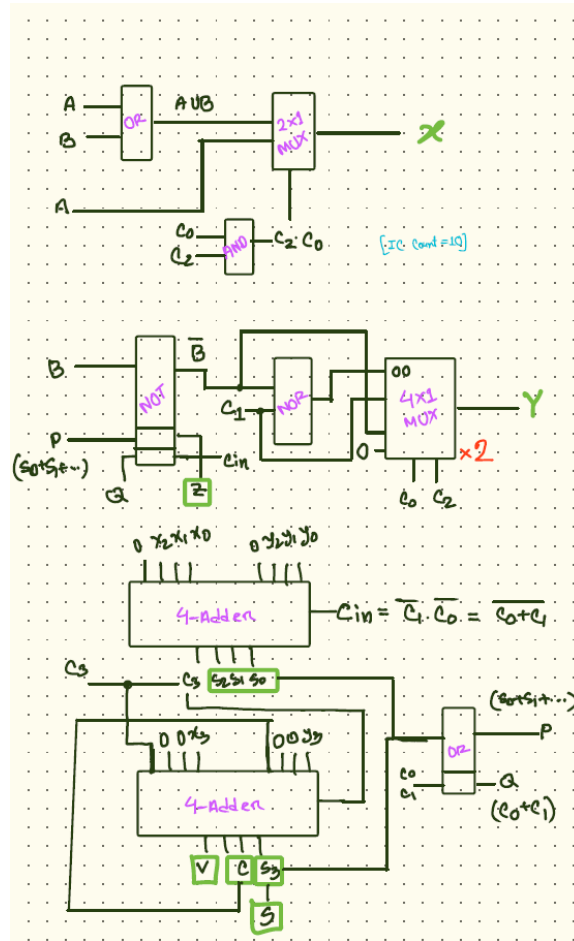 A
B
OR
AUB
2x1
MUX
X
A
C0
C2
AND
C2·C0
[·IC Count=10]
B
NOT
B̅
C1
NOR
00
4x1
MUX
Y
P
(S0+S1+...)
Q
Cin
Z
0
x2
C0 C2
0 x2 x1 x0
0 y2 y1 y0
4-Adder
Cin = C̅1·C̅0 = \overline{C0+C1}
C3
C3 S2 S1 S0
0 0 x3
0 0 y3
4-Adder
V C S3
S
(S0+S1+...)
OR
P
C0
C1
Q
(C0+C1)